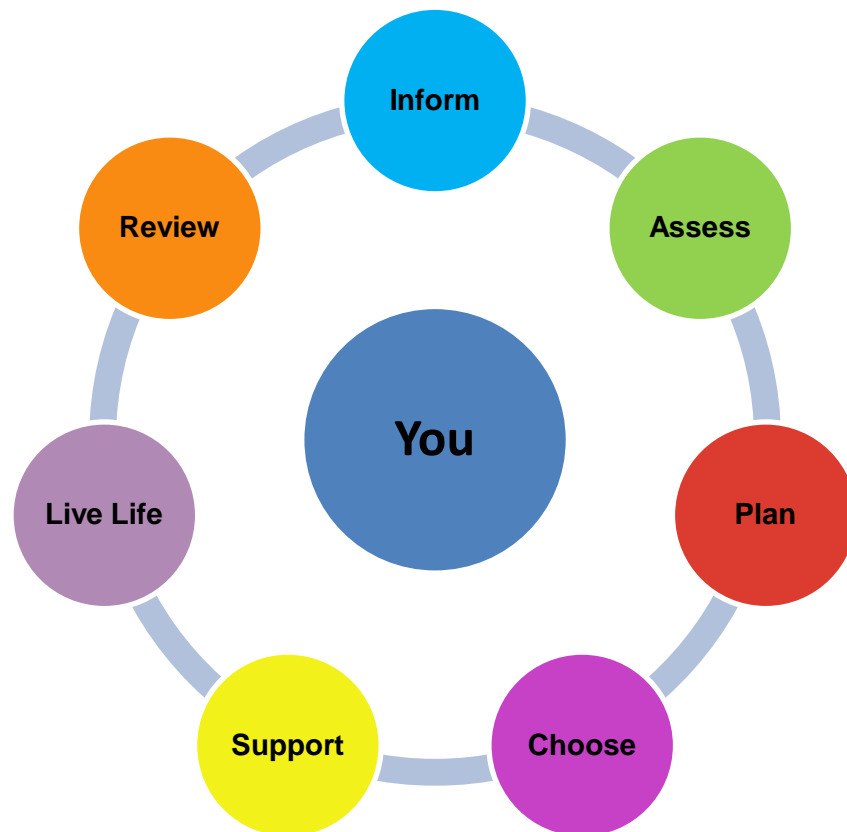 Inform
Assess
Plan
Choose
Support
Live Life
Review
You